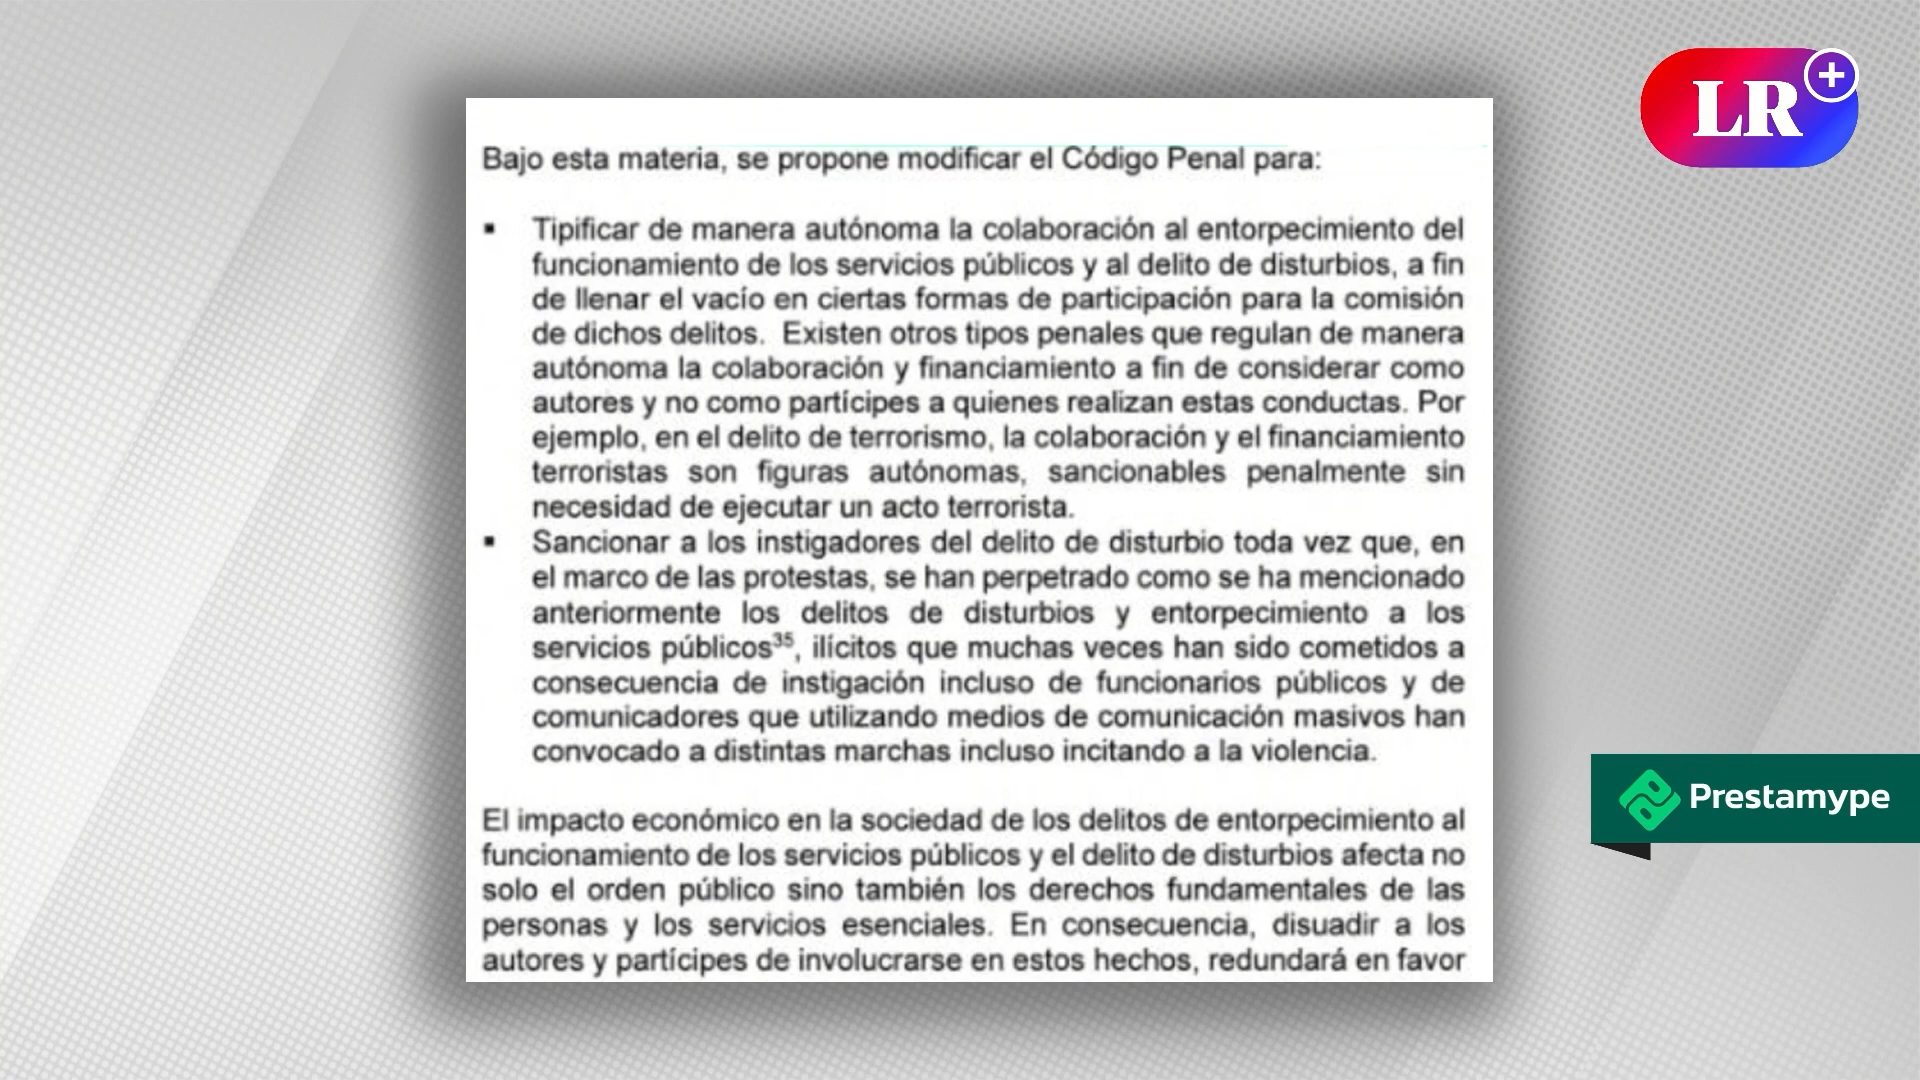 LR+
Bajo esta materia, se propone modificar el Código Penal para:
▪ Tipificar de manera autónoma la colaboración al entorpecimiento del
funcionamiento de los servicios públicos y al delito de disturbios, a fin
de llenar el vacío en ciertas formas de participación para la comisión
de dichos delitos. Existen otros tipos penales que regulan de manera
autónoma la colaboración y financiamiento a fin de considerar como
autores y no como partícipes a quienes realizan estas conductas. Por
ejemplo, en el delito de terrorismo, la colaboración y el financiamiento
terroristas son figuras autónomas, sancionables penalmente sin
necesidad de ejecutar un acto terrorista.
▪ Sancionar a los instigadores del delito de disturbio toda vez que, en
el marco de las protestas, se han perpetrado como se ha mencionado
anteriormente los delitos de disturbios y entorpecimiento a los
servicios públicos³⁵, ilícitos que muchas veces han sido cometidos a
consecuencia de instigación incluso de funcionarios públicos y de
comunicadores que utilizando medios de comunicación masivos han
convocado a distintas marchas incluso incitando a la violencia.
El impacto económico en la sociedad de los delitos de entorpecimiento al
funcionamiento de los servicios públicos y el delito de disturbios afecta no
solo el orden público sino también los derechos fundamentales de las
personas y los servicios esenciales. En consecuencia, disuadir a los
autores y partícipes de involucrarse en estos hechos, redundará en favor
Prestamype